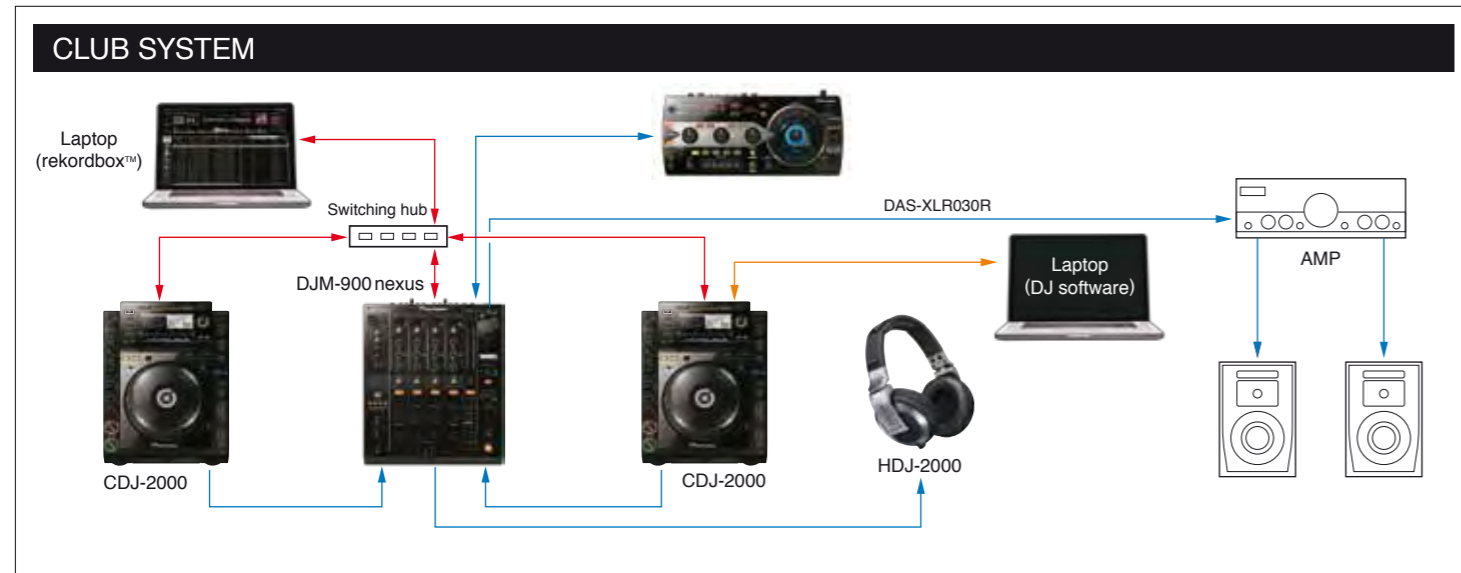 CLUB SYSTEM
Laptop
(rekordbox™)
Switching hub
DAS-XLR030R
DJM-900 nexus
Laptop
(DJ software)
AMP
CDJ-2000
CDJ-2000
HDJ-2000